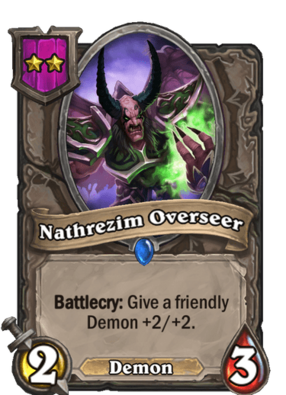 Nathrezim Overseer
Battlecry: Give a friendly
Demon +2/+2.
2
Demon
3